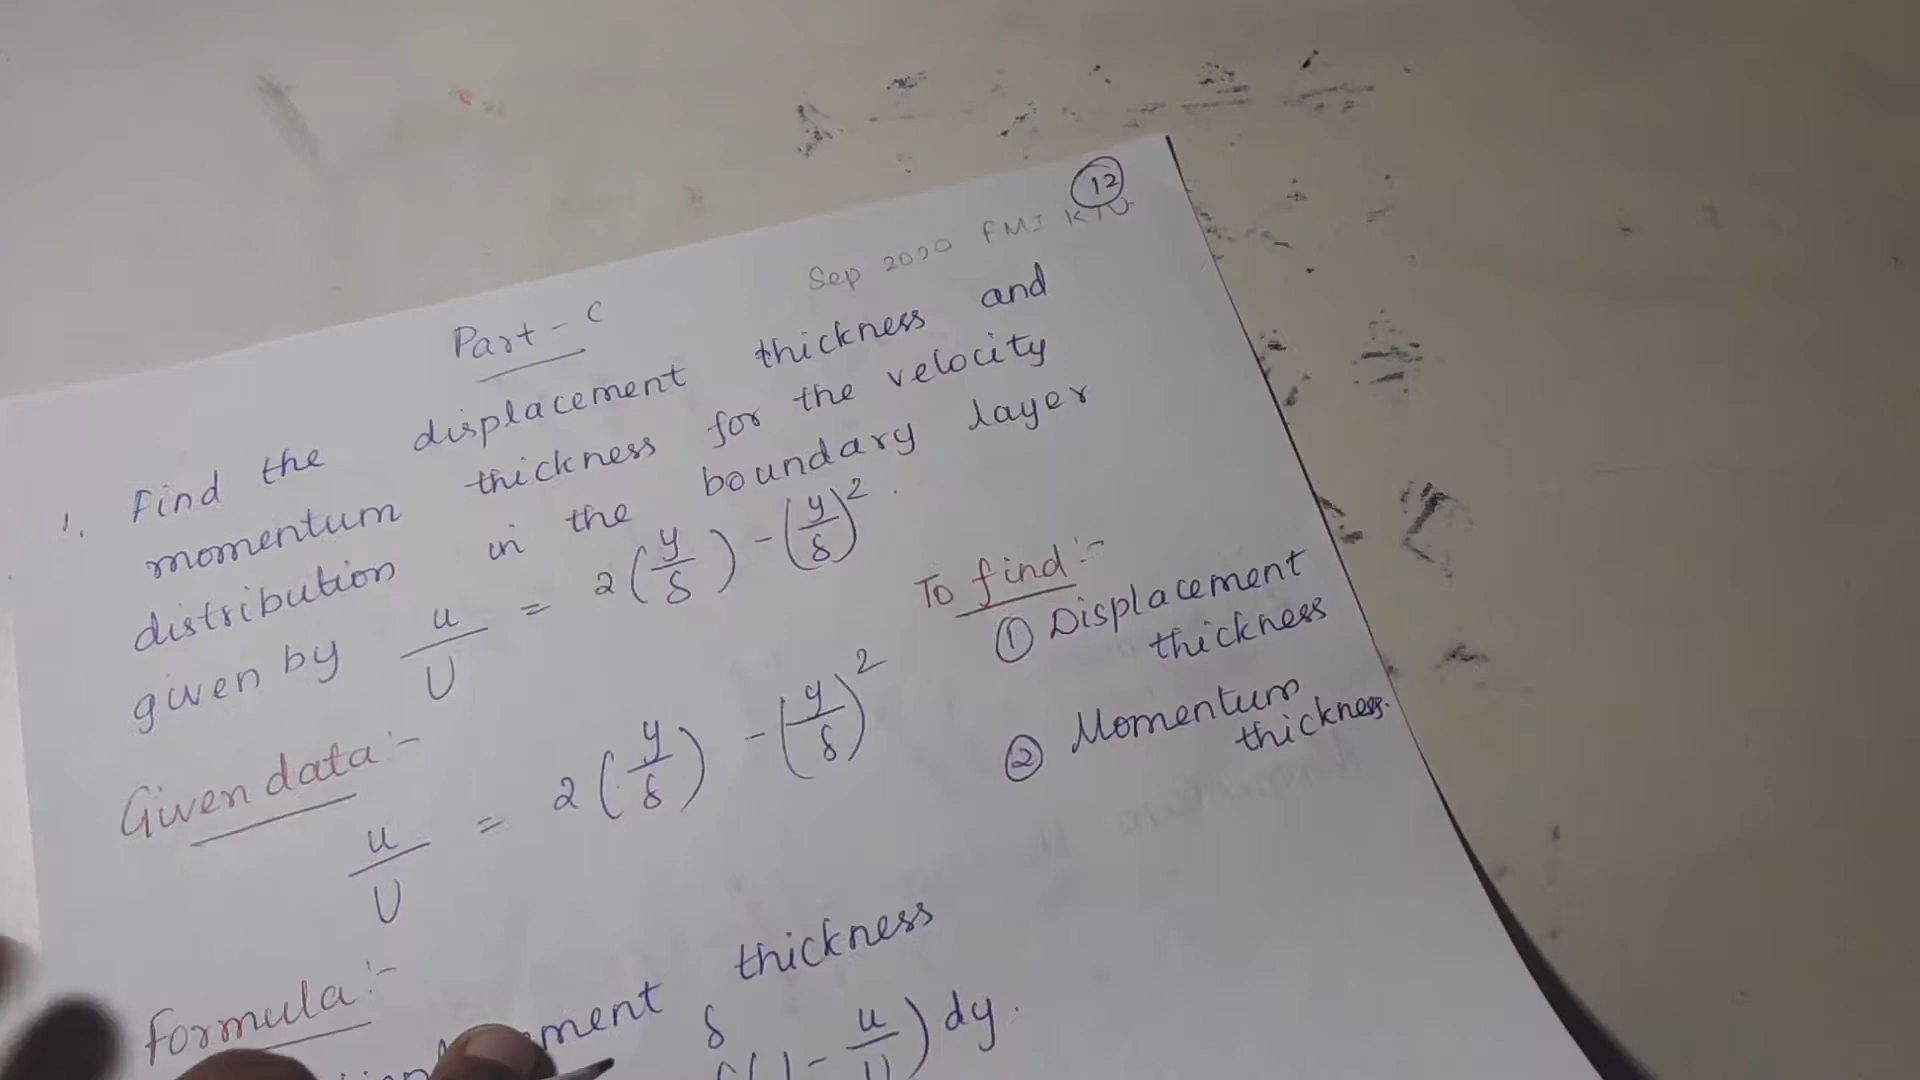 12
Sep 2020 FMI KTU
Part - C
1. Find the displacement thickness and
momentum thickness for the velocity
distribution in the boundary layer
given by u/U = 2(y/δ) - (y/δ)².
To find :-
① Displacement
thickness
② Momentum
thickness.
Given data :-
u/U = 2(y/δ) - (y/δ)²
Formula :-
thickness
δ
(1 - u/U) dy.